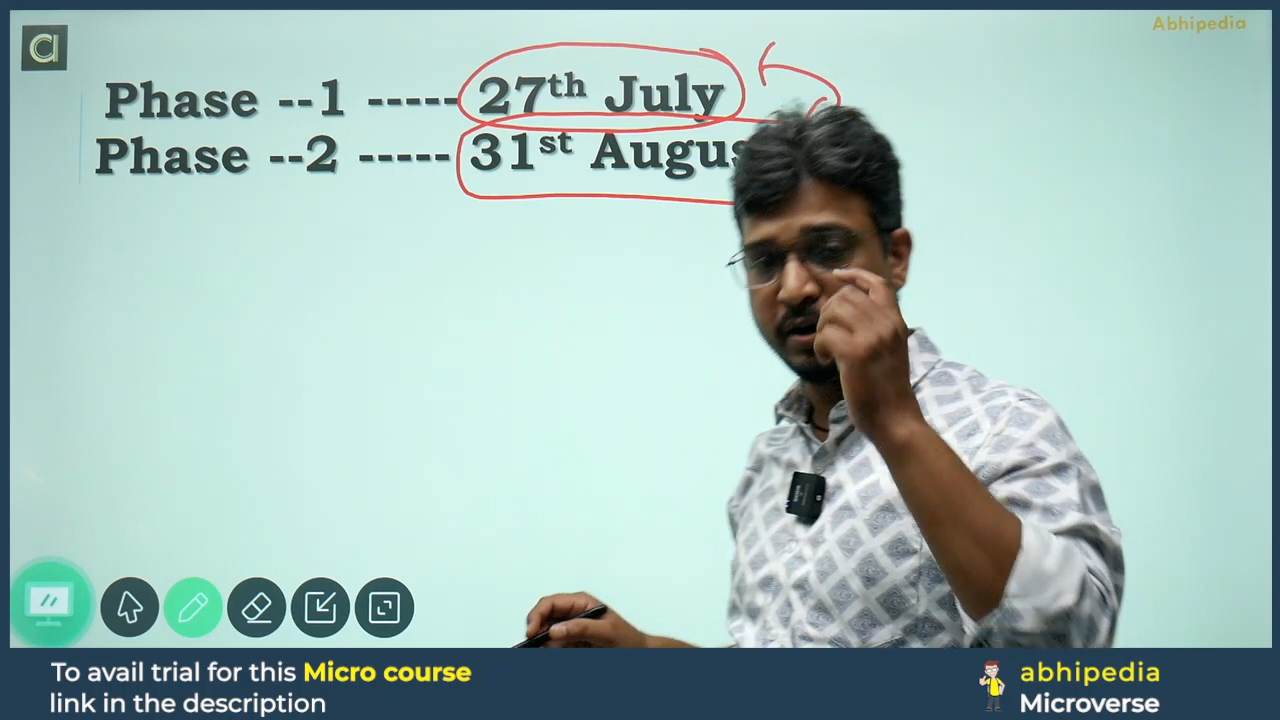 Abhipedia
Phase --1 ----- 27th July
Phase --2 ----- 31st Augus
To avail trial for this Micro course
link in the description
abhipedia
Microverse